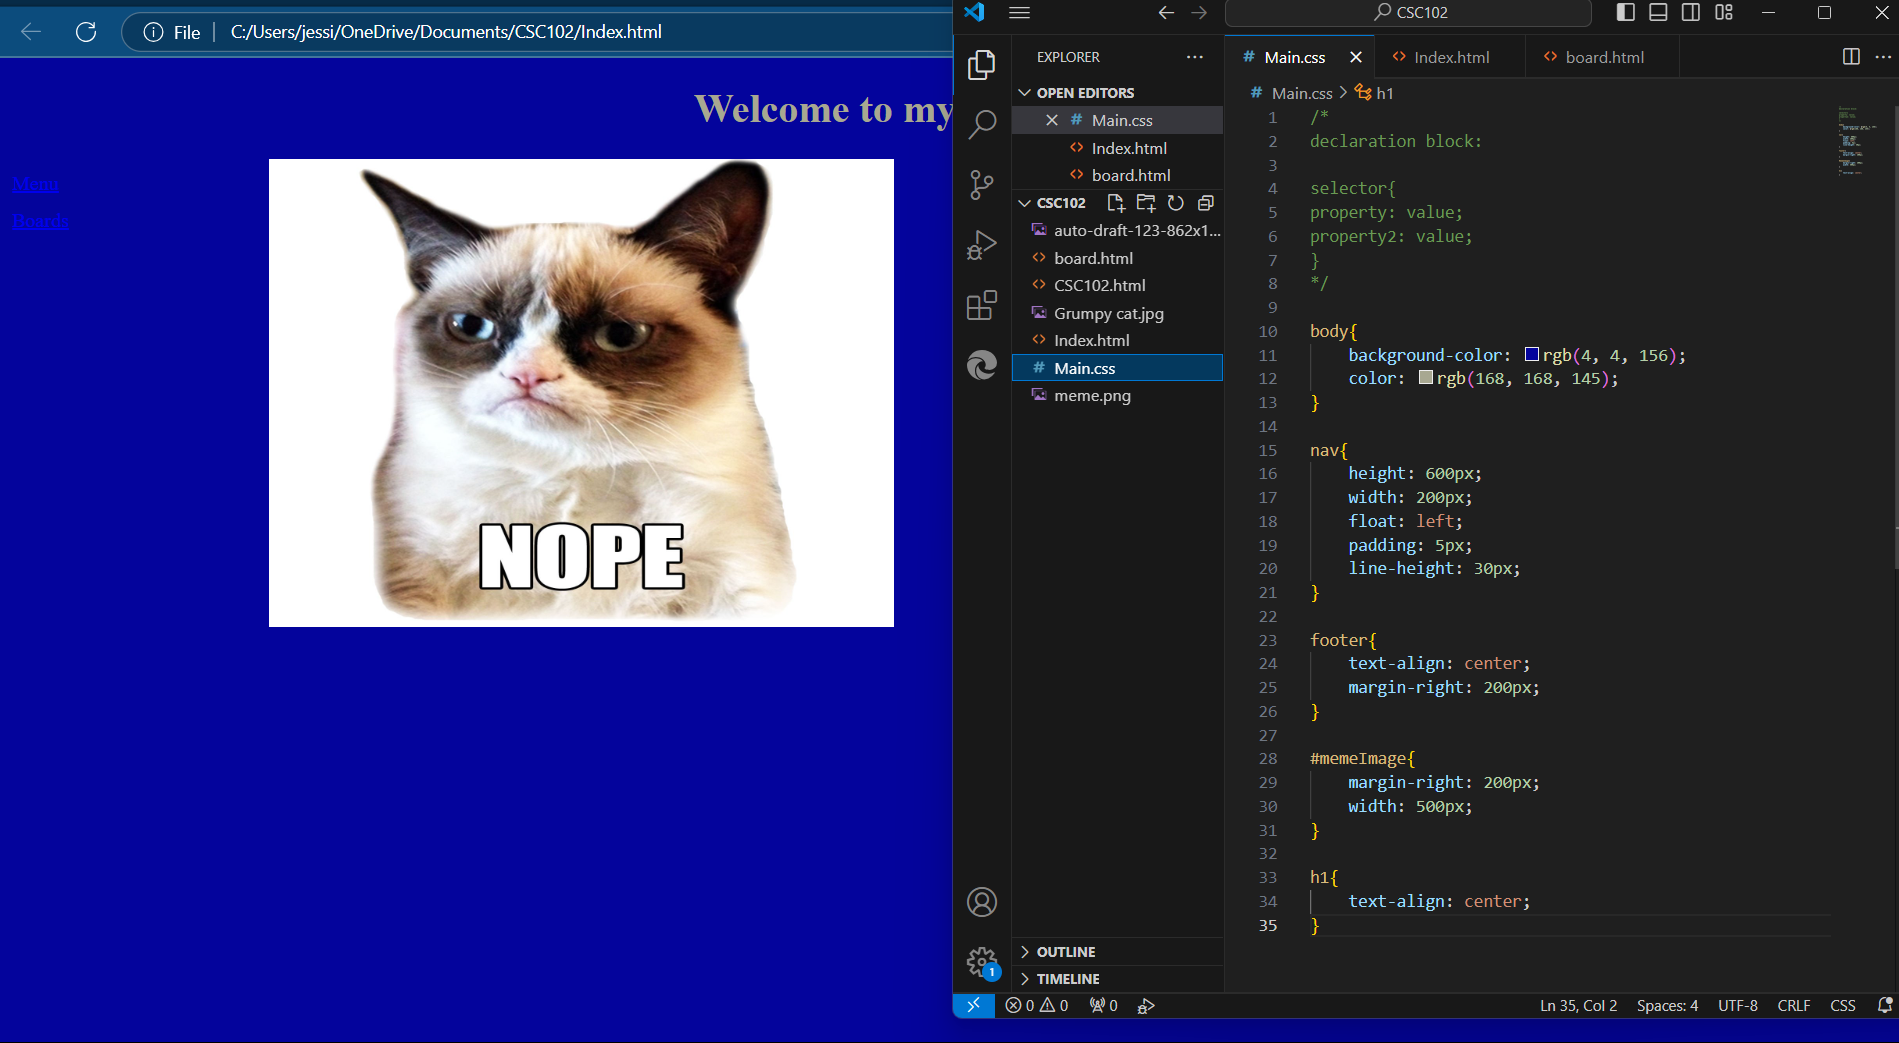 File
C:/Users/jessi/OneDrive/Documents/CSC102/Index.html
Welcome to my
Menu
Boards
NOPE
CSC102
EXPLORER
OPEN EDITORS
Main.css
Index.html
board.html
CSC102
auto-draft-123-862x1...
board.html
CSC102.html
Grumpy cat.jpg
Index.html
Main.css
meme.png
OUTLINE
TIMELINE
Main.css
Index.html
board.html
Main.css > h1
1 /*
2 declaration block:
3
4 selector{
5 property: value;
6 property2: value;
7 }
8 */
9
10 body{
11 background-color: rgb(4, 4, 156);
12 color: rgb(168, 168, 145);
13 }
14
15 nav{
16 height: 600px;
17 width: 200px;
18 float: left;
19 padding: 5px;
20 line-height: 30px;
21 }
22
23 footer{
24 text-align: center;
25 margin-right: 200px;
26 }
27
28 #memeImage{
29 margin-right: 200px;
30 width: 500px;
31 }
32
33 h1{
34 text-align: center;
35 }
1
0 0 0
Ln 35, Col 2 Spaces: 4 UTF-8 CRLF CSS